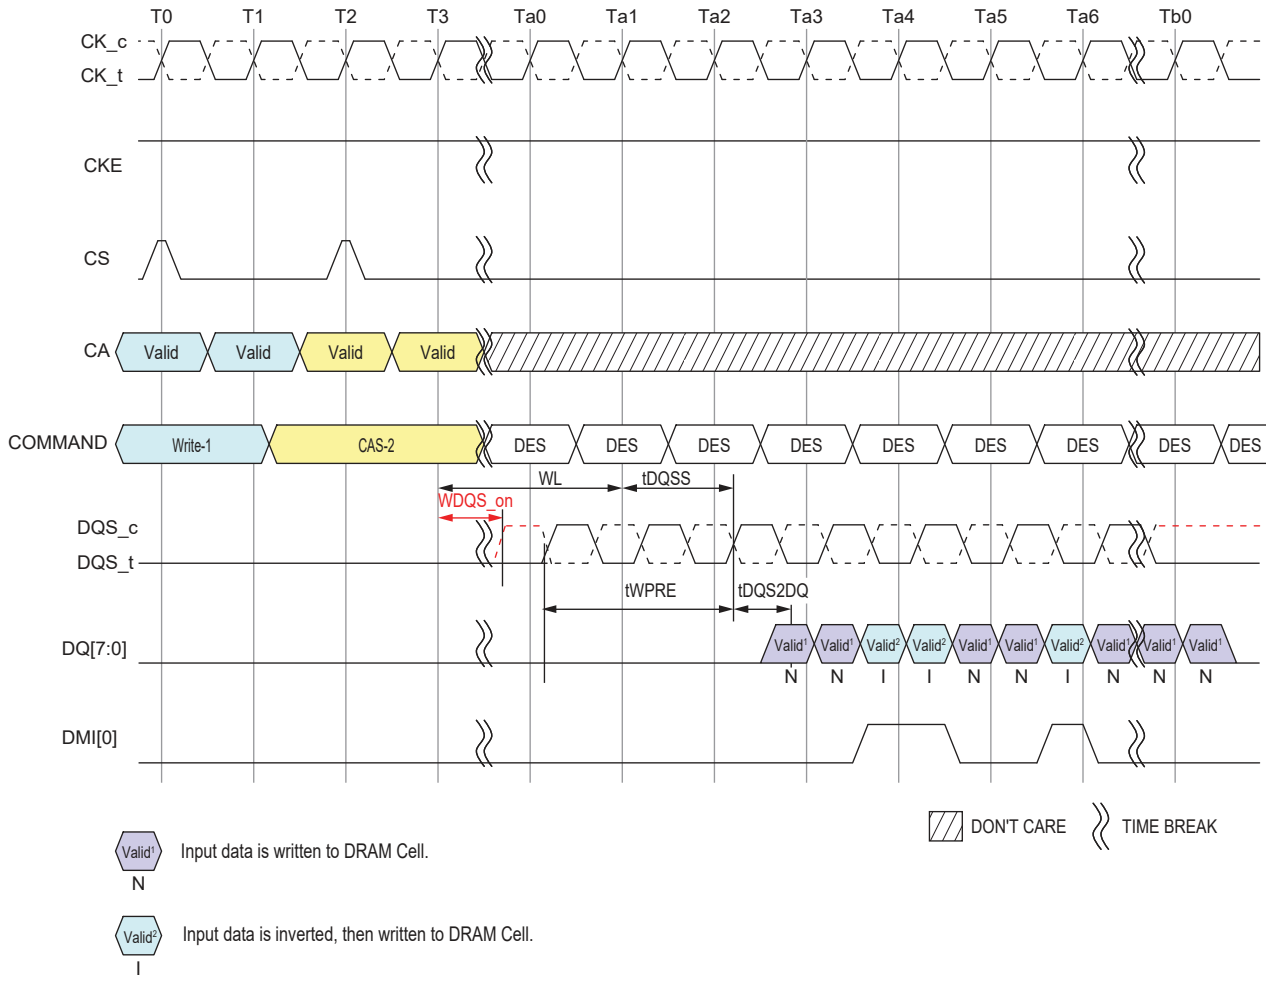 T0 T1 T2 T3 Ta0 Ta1 Ta2 Ta3 Ta4 Ta5 Ta6 Tb0
CK_c
CK_t
CKE
CS
CA Valid Valid Valid Valid
COMMAND Write-1 CAS-2 DES DES DES DES DES DES DES DES DES
WL tDQSS
WDQS_on
DQS_c
DQS_t
tWPRE tDQS2DQ
DQ[7:0] Valid¹ Valid¹ Valid² Valid² Valid¹ Valid¹ Valid² Valid¹ Valid¹ Valid¹
N N I I N N I N N N
DMI[0]
DON'T CARE TIME BREAK
Valid¹ Input data is written to DRAM Cell.
N
Valid² Input data is inverted, then written to DRAM Cell.
I